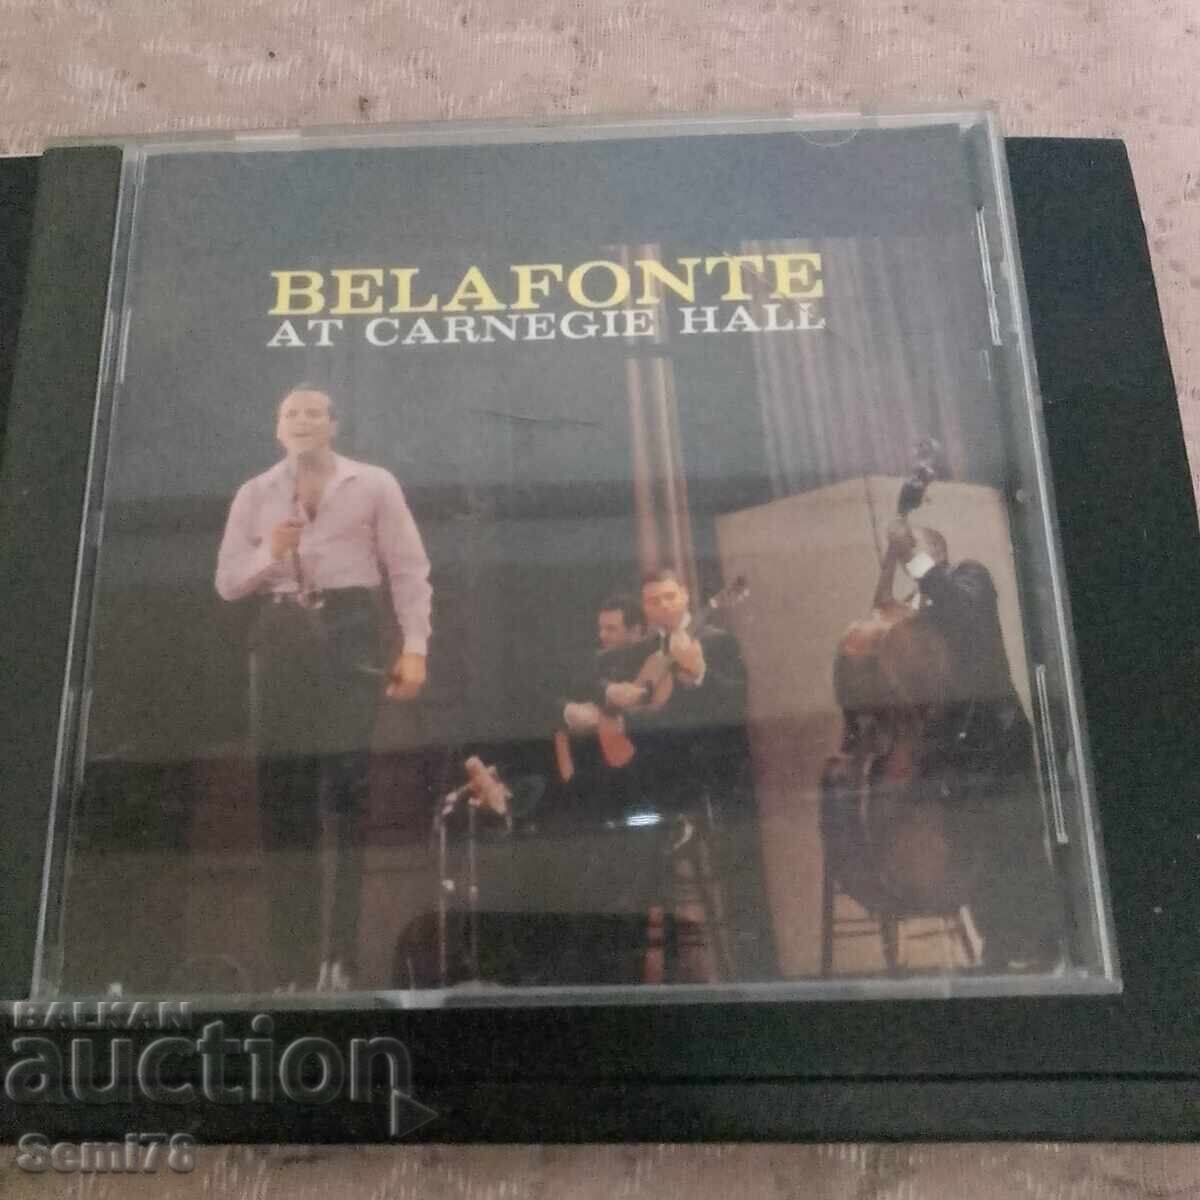 BELAFONTE
AT CARNEGIE HALL
BALKAN
auction
Semi78